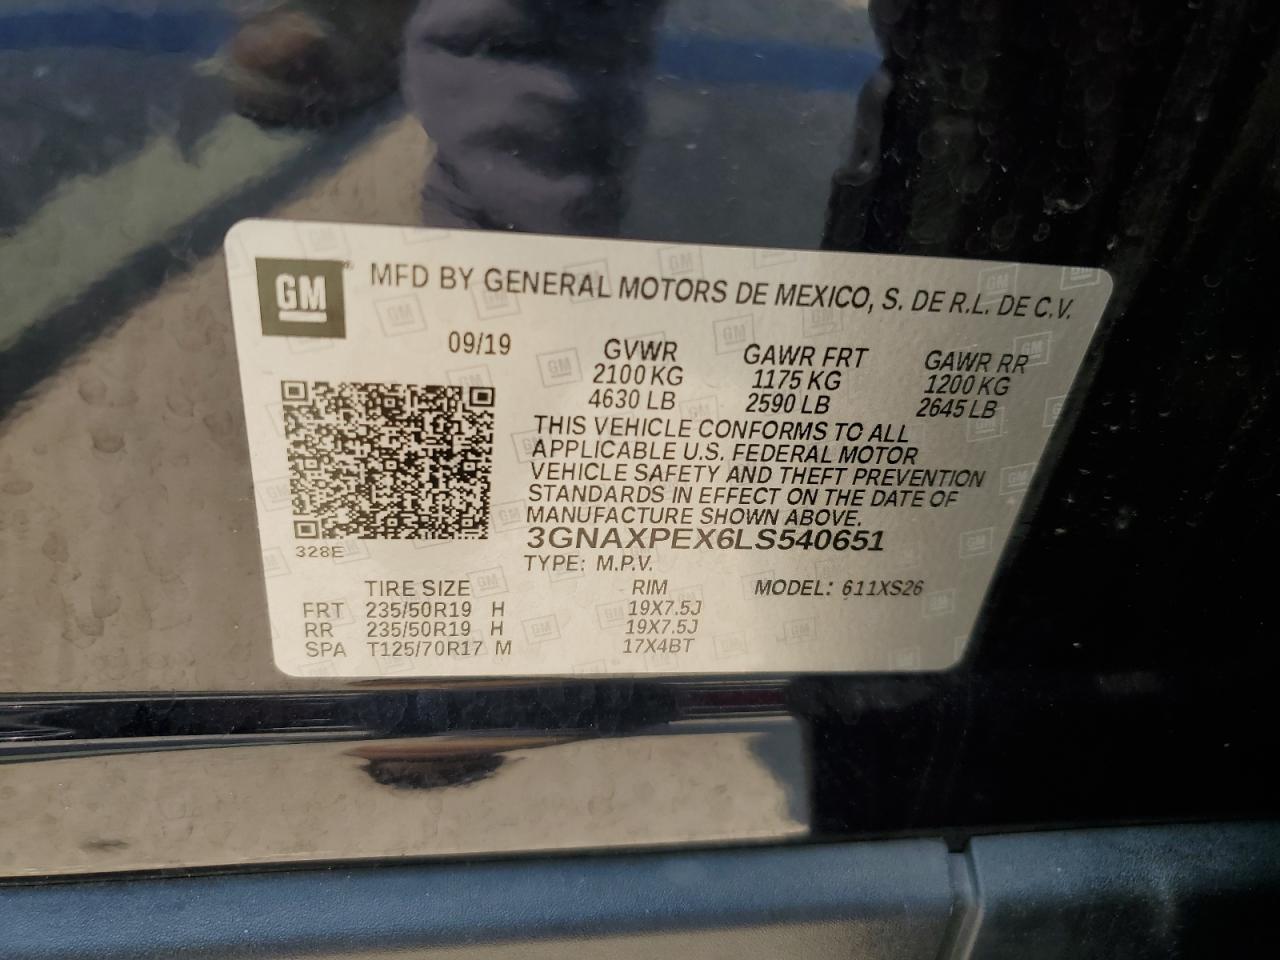 GM
MFD BY GENERAL MOTORS DE MEXICO, S. DE R.L. DE C.V.
09/19 GVWR GAWR FRT GAWR RR
2100 KG 1175 KG 1200 KG
4630 LB 2590 LB 2645 LB
THIS VEHICLE CONFORMS TO ALL
APPLICABLE U.S. FEDERAL MOTOR
VEHICLE SAFETY AND THEFT PREVENTION
STANDARDS IN EFFECT ON THE DATE OF
MANUFACTURE SHOWN ABOVE.
3GNAXPEX6LS540651
328E
TYPE: M.P.V.
TIRE SIZE RIM MODEL: 611XS26
FRT 235/50R19 H 19X7.5J
RR 235/50R19 H 19X7.5J
SPA T125/70R17 M 17X4BT